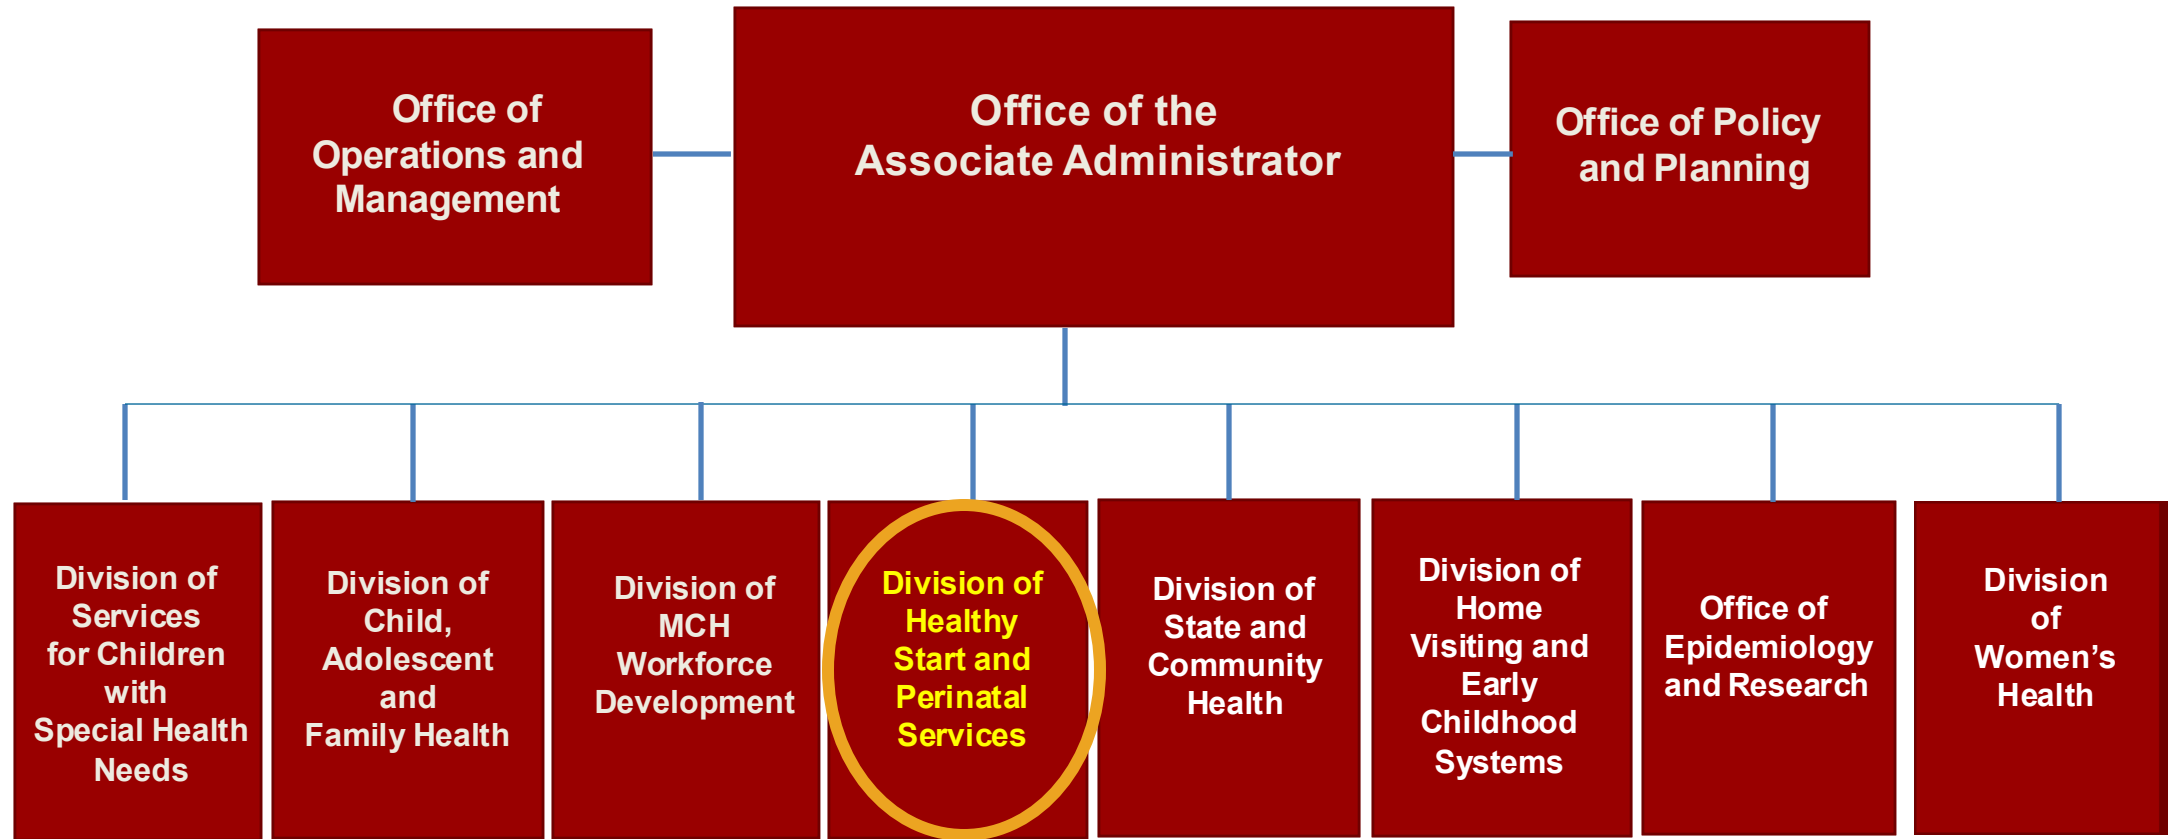 Office of
Operations and
Management
Office of the
Associate Administrator
Office of Policy
and Planning
Division of
Services
for Children
with
Special Health
Needs
Division of
Child,
Adolescent
and
Family Health
Division of
MCH
Workforce
Development
Division of
Healthy
Start and
Perinatal
Services
Division of
State and
Community
Health
Division of
Home
Visiting and
Early
Childhood
Systems
Office of
Epidemiology
and Research
Division
of
Women’s
Health